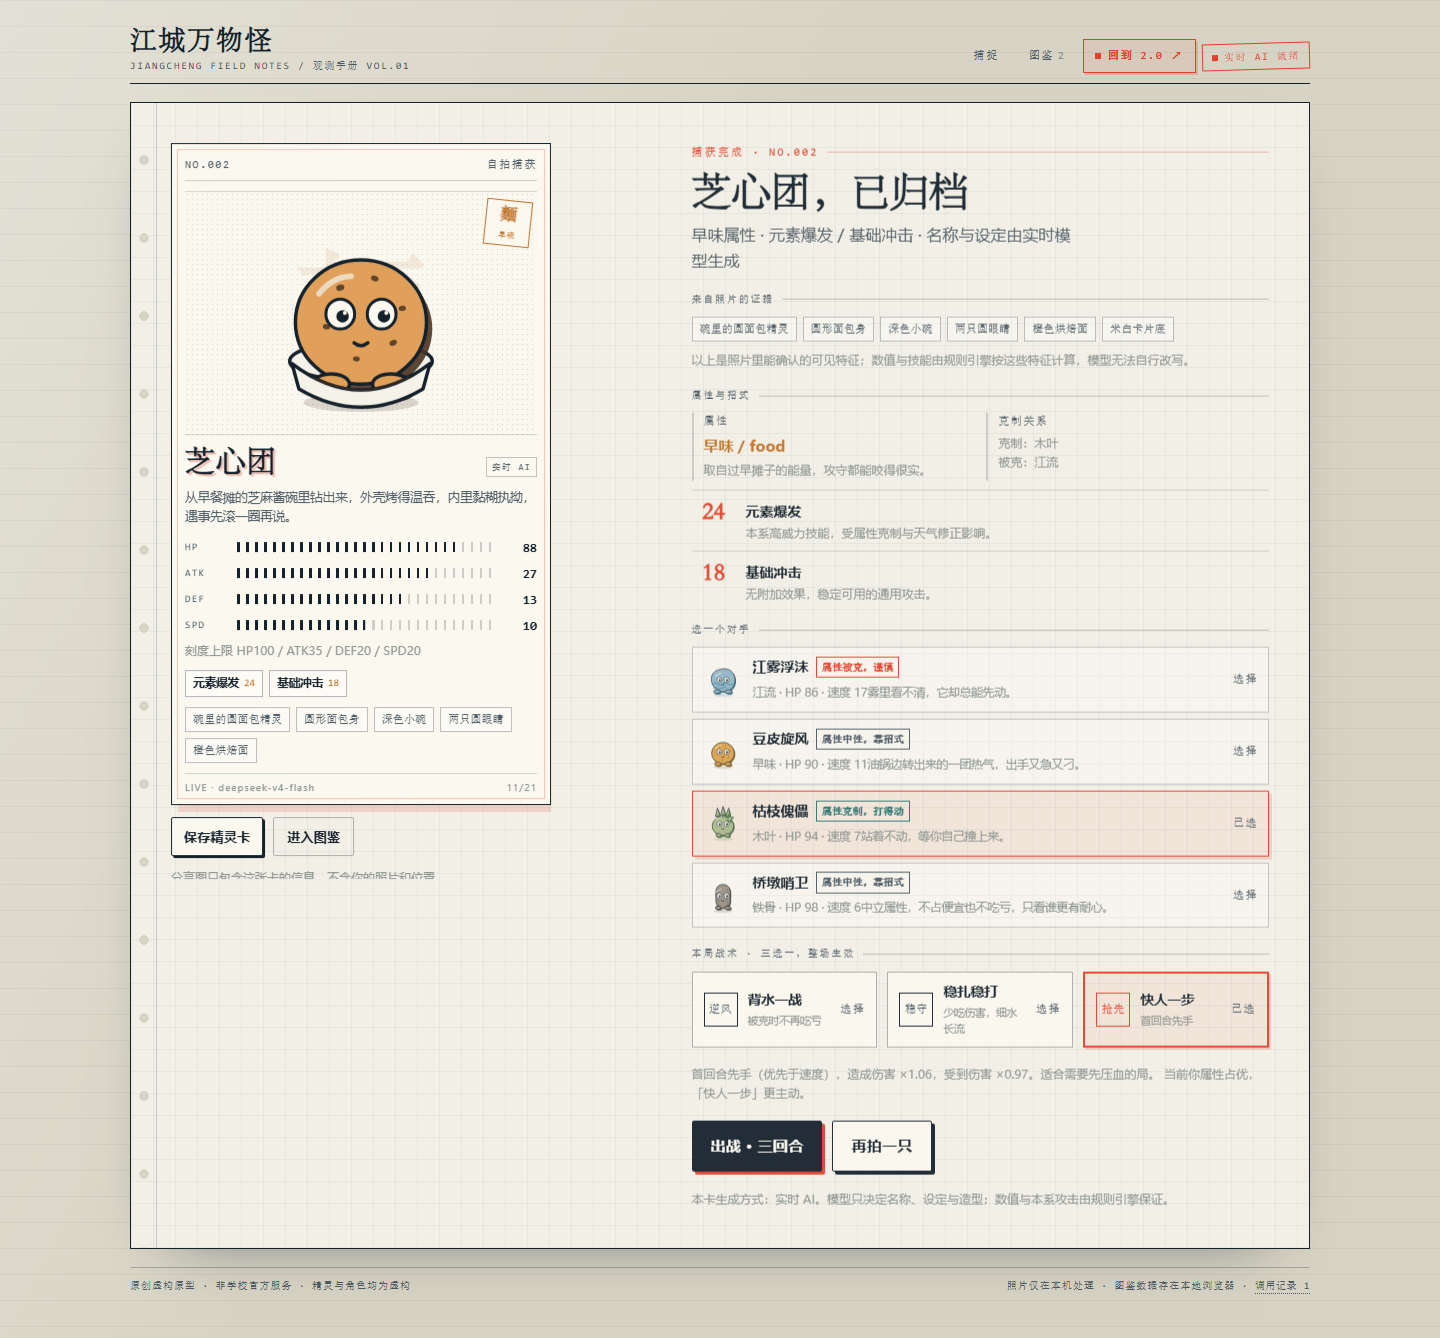 江城万物怪
JIANGCHENG FIELD NOTES / 观测手册 VOL.01
捕捉
图鉴 2
回到 2.0 ↗
实时 AI 就绪
NO.002
自拍捕获
早味
芝心团
实时 AI
从早餐摊的芝麻酱碗里钻出来，外壳烤得温吞，内里黏糊执拗，
遇事先滚一圈再说。
HP 88
ATK 27
DEF 13
SPD 10
刻度上限 HP100 / ATK35 / DEF20 / SPD20
元素爆发 24
基础冲击 18
碗里的圆面包精灵
圆形面包身
深色小碗
两只圆眼睛
橙色烘焙面
LIVE · deepseek-v4-flash
11/21
保存精灵卡
进入图鉴
分享图只包含这张卡的信息，不含你的照片和位置
捕获完成 · NO.002
芝心团，已归档
早味属性 · 元素爆发 / 基础冲击 · 名称与设定由实时模
型生成
来自照片的证据
碗里的圆面包精灵
圆形面包身
深色小碗
两只圆眼睛
橙色烘焙面
米白卡片底
以上是照片里能确认的可见特征；数值与技能由规则引擎按这些特征计算，模型无法自行改写。
属性与招式
属性
早味 / food
取自过早摊子的能量，攻守都能咬得很实。
克制关系
克制：木叶
被克：江流
24 元素爆发
本系高威力技能，受属性克制与天气修正影响。
18 基础冲击
无附加效果，稳定可用的通用攻击。
选一个对手
江雾浮沫 属性被克，谨慎
江流 · HP 86 · 速度 17雾里看不清，它却总能先动。
选择
豆皮旋风 属性中性，靠招式
早味 · HP 90 · 速度 11油锅边转出来的一团热气，出手又急又刁。
选择
枯枝傀儡 属性克制，打得动
木叶 · HP 94 · 速度 7站着不动，等你自己撞上来。
已选
桥墩哨卫 属性中性，靠招式
铁骨 · HP 98 · 速度 6中立属性，不占便宜也不吃亏，只看谁更有耐心。
选择
本局战术 · 三选一，整场生效
逆风
背水一战
被克时不再吃亏
选择
稳守
稳扎稳打
少吃伤害，细水
长流
选择
抢先
快人一步
首回合先手
已选
首回合先手（优先于速度），造成伤害 ×1.06，受到伤害 ×0.97。适合需要先压血的局。 当前你属性占优，
「快人一步」更主动。
出战 · 三回合
再拍一只
本卡生成方式：实时 AI。模型只决定名称、设定与造型；数值与本系攻击由规则引擎保证。
原创虚构原型 · 非学校官方服务 · 精灵与角色均为虚构
照片仅在本机处理 · 图鉴数据存在本地浏览器 · 调用记录 1